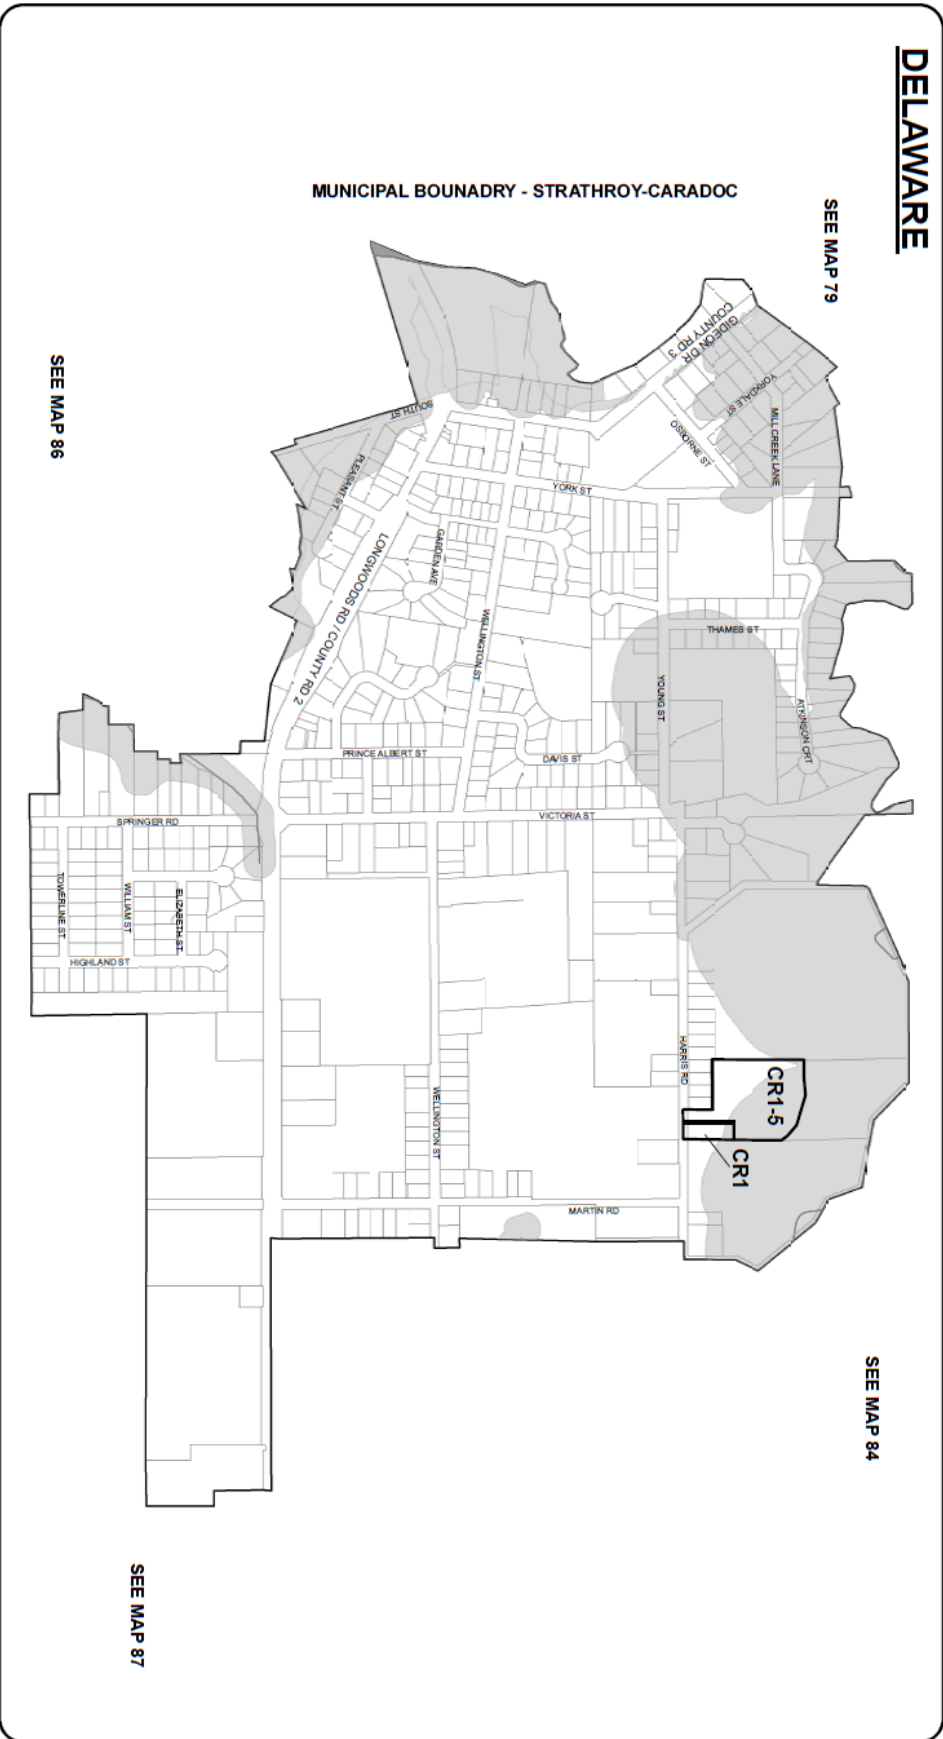 DELAWARE
MUNICIPAL BOUNADRY - STRATHROY-CARADOC
SEE MAP 79
SEE MAP 84
SEE MAP 86
SEE MAP 87
GIDEON DR
COUNTY RD 3
YORKDALE ST
MILL CREEK LANE
OSBORNE ST
SOUTH ST
PLEASANT ST
YORK ST
GARDEN AVE
LONGWOODS RD / COUNTY RD 2
WELLINGTON ST
THAMES ST
YOUNG ST
ATKINSON CRT
PRINCE ALBERT ST
DAVIS ST
VICTORIA ST
SPRINGER RD
TOWERLINE ST
WILLIAM ST
ELIZABETH ST
HIGHLAND ST
HARRIS RD
CR1-5
CR1
WELLINGTON ST
MARTIN RD